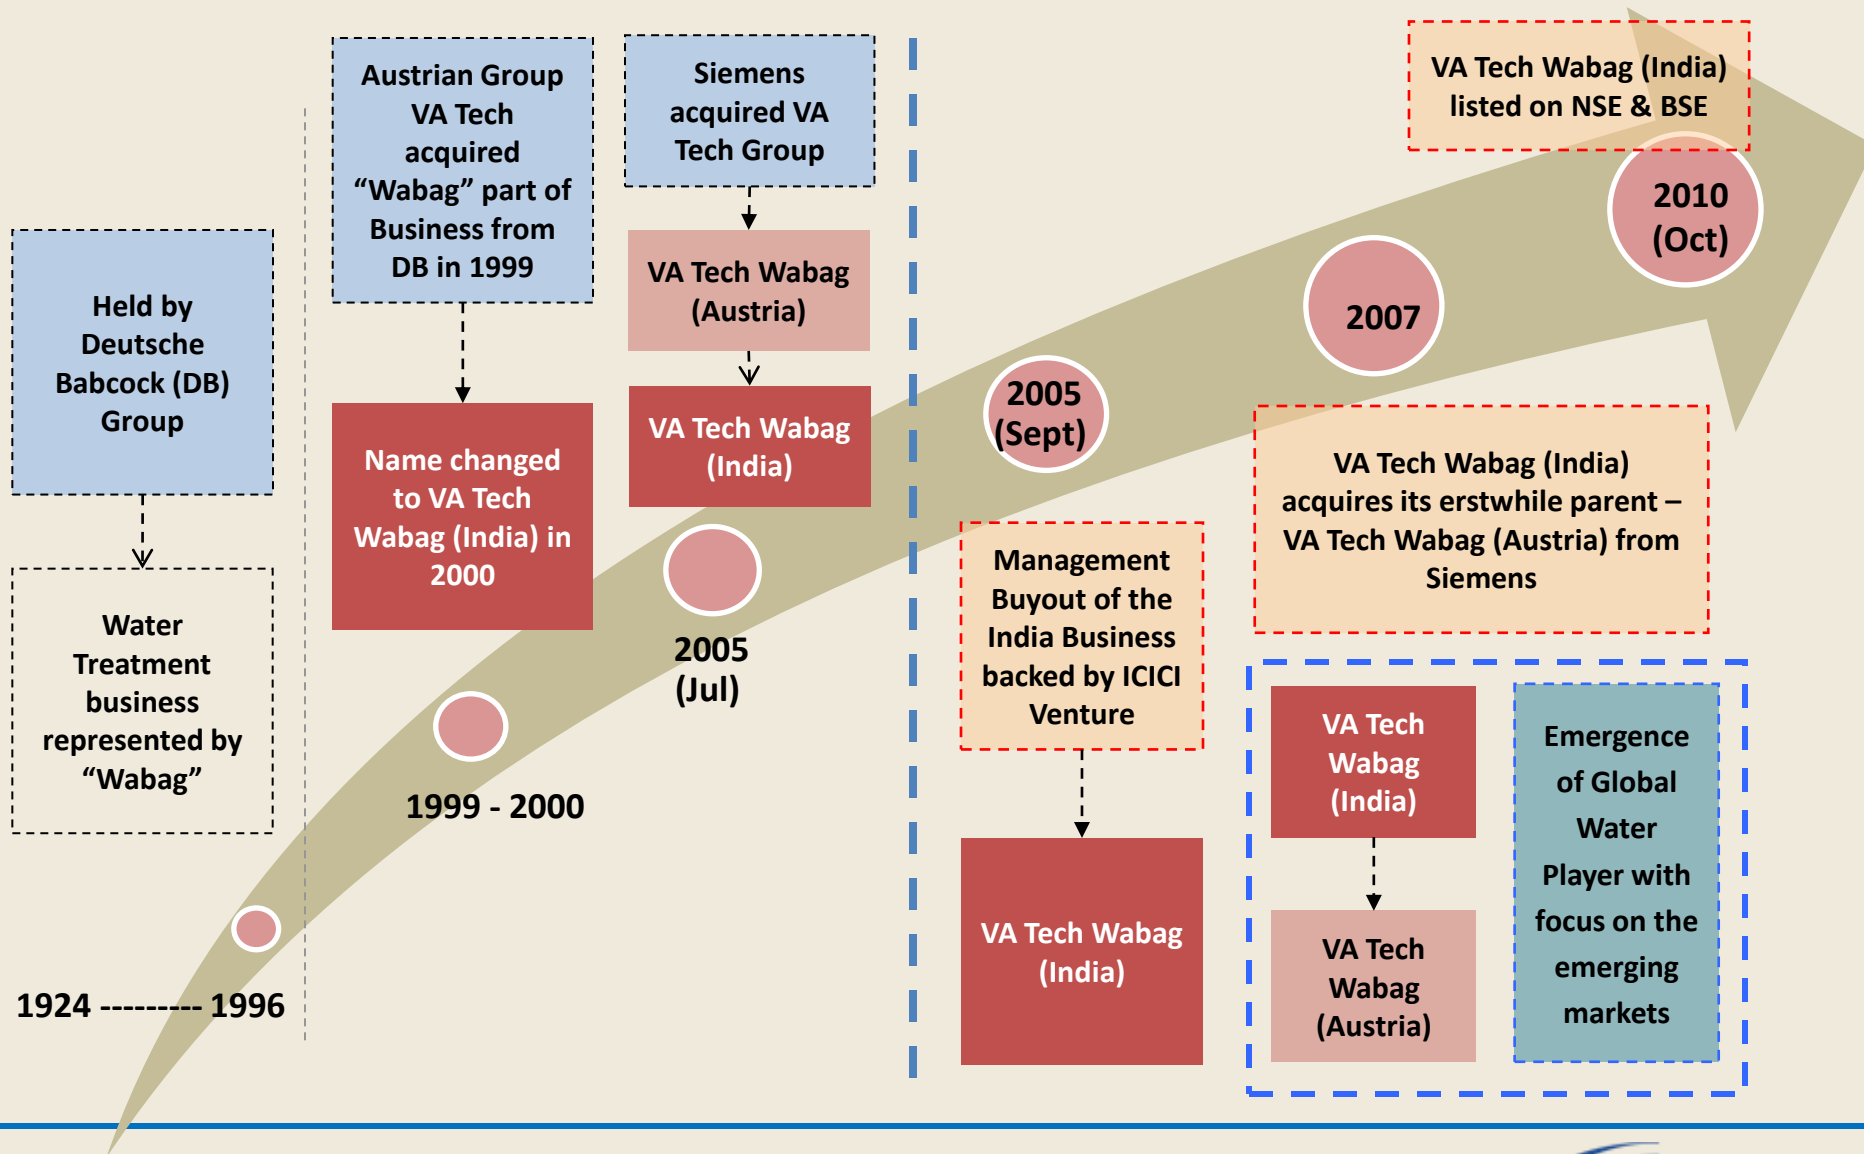 Held by
Deutsche
Babcock (DB)
Group
Water
Treatment
business
represented by
“Wabag”
1924 --------- 1996
Austrian Group
VA Tech
acquired
“Wabag” part of
Business from
DB in 1999
Name changed
to VA Tech
Wabag (India) in
2000
1999 - 2000
Siemens
acquired VA
Tech Group
VA Tech Wabag
(Austria)
VA Tech Wabag
(India)
2005
(Jul)
2005
(Sept)
Management
Buyout of the
India Business
backed by ICICI
Venture
VA Tech Wabag
(India)
2007
VA Tech Wabag (India)
acquires its erstwhile parent –
VA Tech Wabag (Austria) from
Siemens
VA Tech
Wabag
(India)
VA Tech
Wabag
(Austria)
Emergence
of Global
Water
Player with
focus on the
emerging
markets
VA Tech Wabag (India)
listed on NSE & BSE
2010
(Oct)